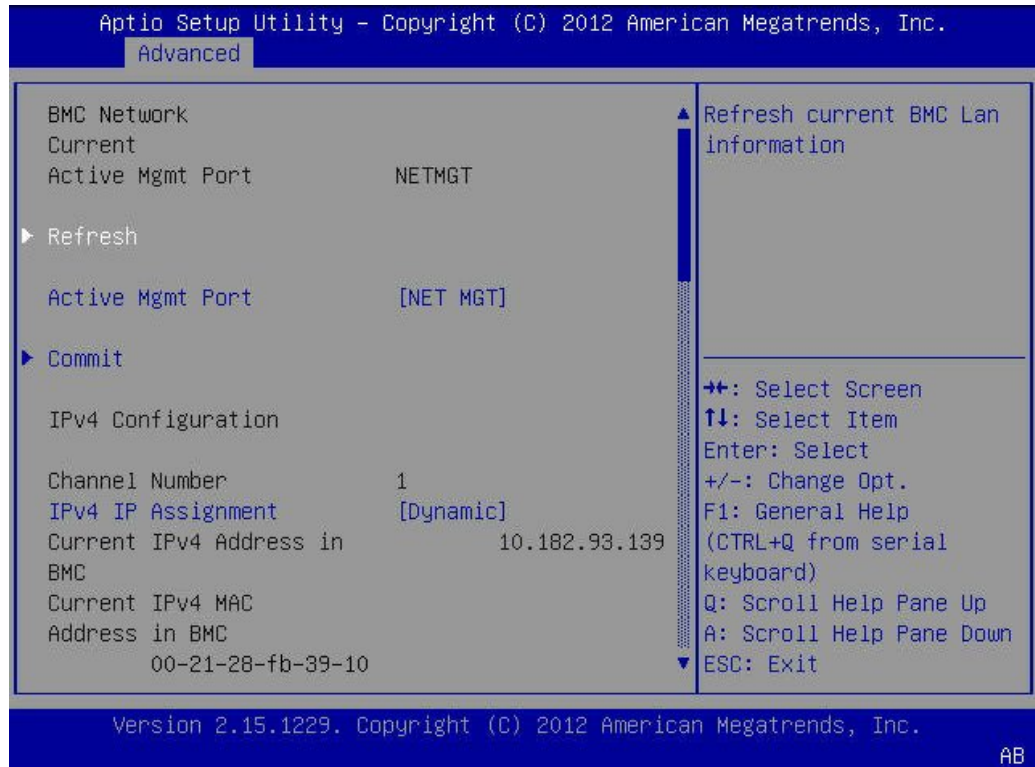 Aptio Setup Utility – Copyright (C) 2012 American Megatrends, Inc.
Advanced
BMC Network
Current
Active Mgmt Port NETMGT
Refresh
Active Mgmt Port [NET MGT]
Commit
IPv4 Configuration
Channel Number 1
IPv4 IP Assignment [Dynamic]
Current IPv4 Address in 10.182.93.139
BMC
Current IPv4 MAC
Address in BMC
00-21-28-fb-39-10
Refresh current BMC Lan
information
→←: Select Screen
↑↓: Select Item
Enter: Select
+/-: Change Opt.
F1: General Help
(CTRL+Q from serial
keyboard)
Q: Scroll Help Pane Up
A: Scroll Help Pane Down
ESC: Exit
Version 2.15.1229. Copyright (C) 2012 American Megatrends, Inc.
AB